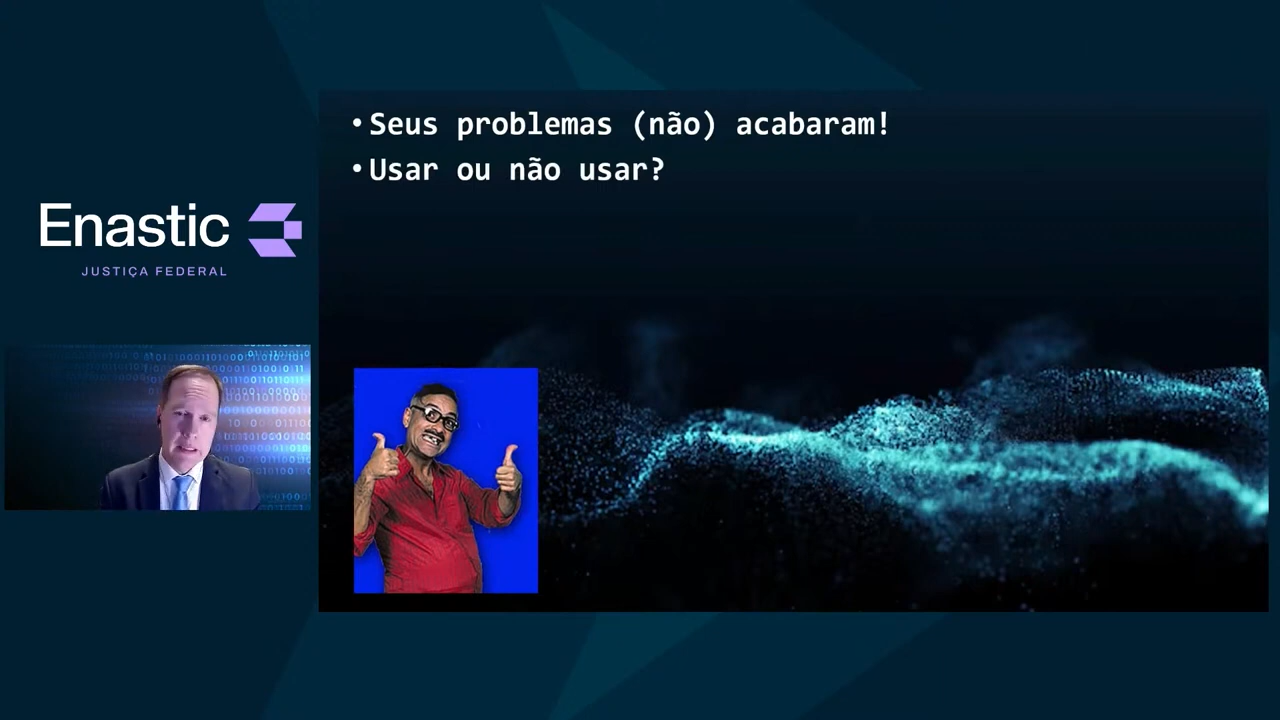 • Seus problemas (não) acabaram!
• Usar ou não usar?
Enastic
JUSTIÇA FEDERAL